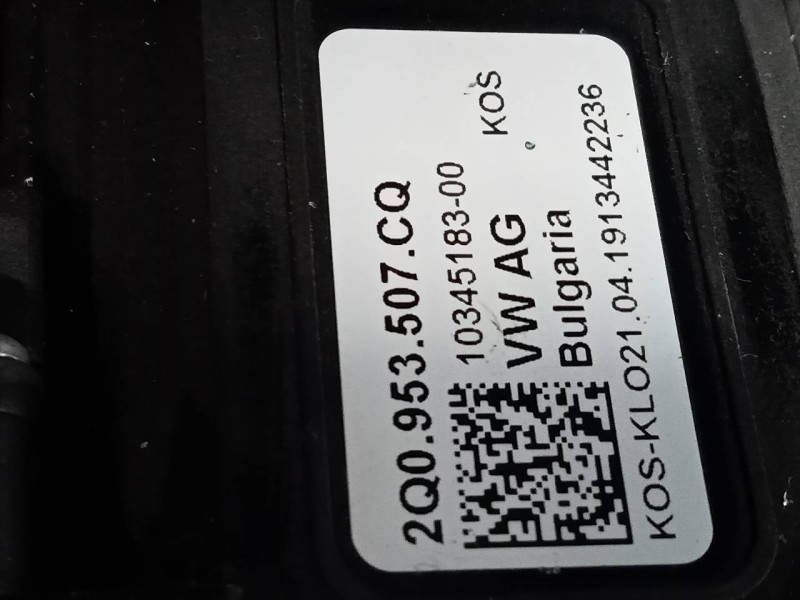 2Q0.953.507.CQ
10345183-00
VW AG KOS
Bulgaria
KOS-KLO21.04.1913442236